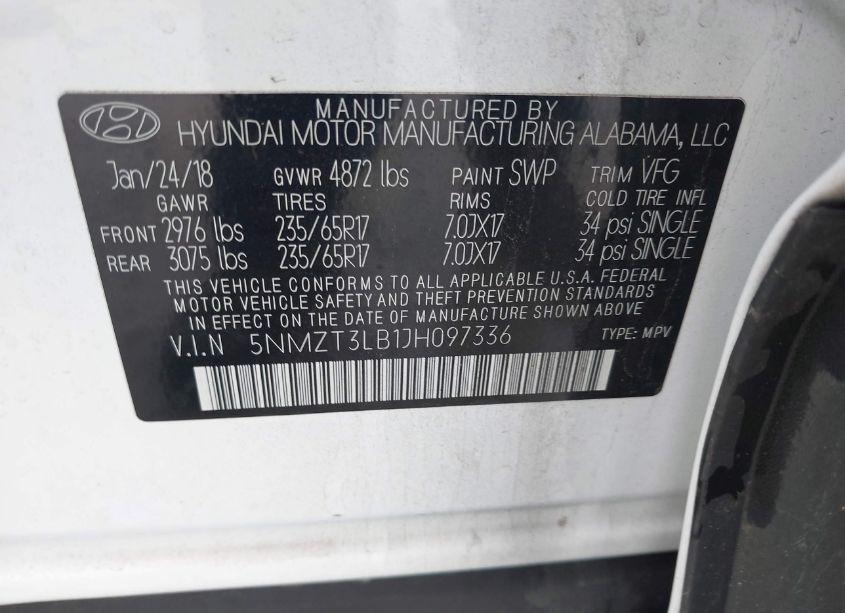 MANUFACTURED BY
HYUNDAI MOTOR MANUFACTURING ALABAMA, LLC
Jan/24/18 GVWR 4872 lbs PAINT SWP TRIM VFG
GAWR TIRES RIMS COLD TIRE INFL
FRONT 2976 lbs 235/65R17 7.0JX17 34 psi SINGLE
REAR 3075 lbs 235/65R17 7.0JX17 34 psi SINGLE
THIS VEHICLE CONFORMS TO ALL APPLICABLE U.S.A. FEDERAL
MOTOR VEHICLE SAFETY AND THEFT PREVENTION STANDARDS
IN EFFECT ON THE DATE OF MANUFACTURE SHOWN ABOVE
V.I.N 5NMZT3LB1JH097336 TYPE: MPV